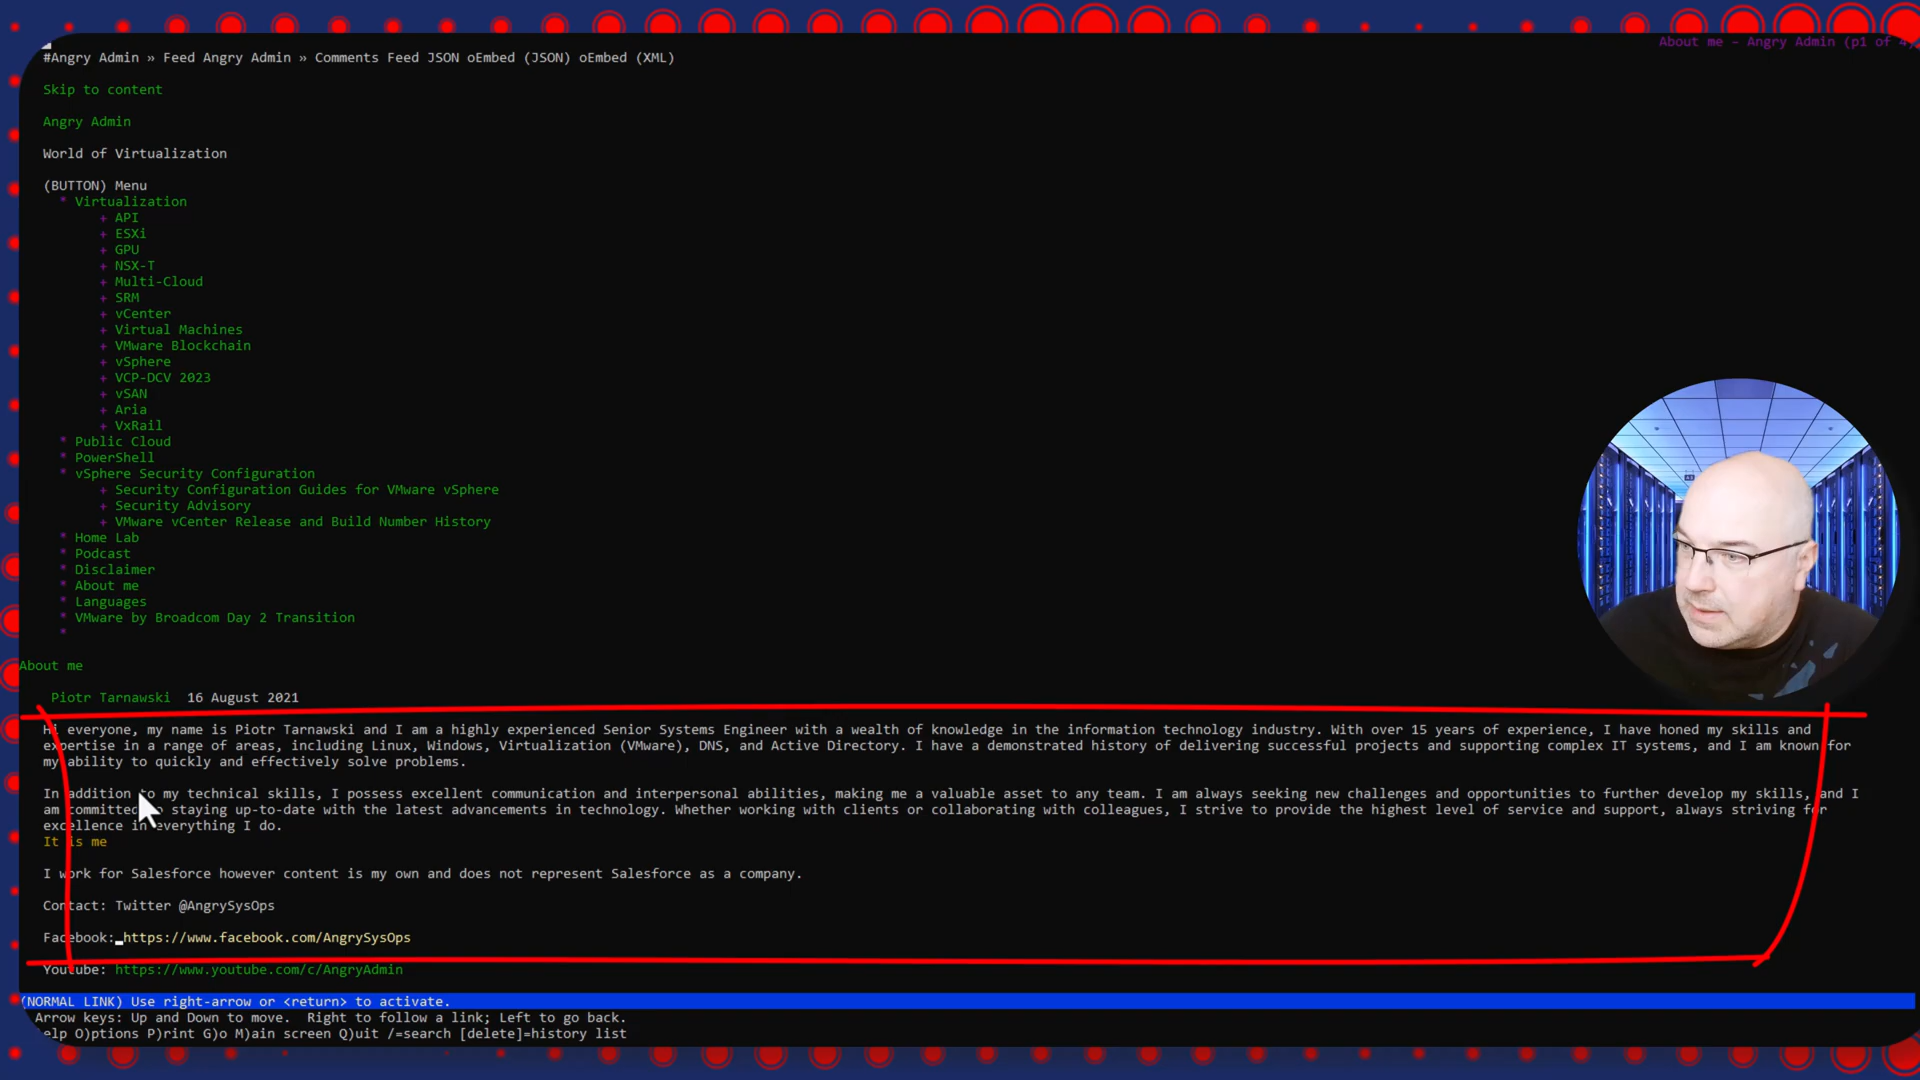 About me – Angry Admin (p1 of 4)
#Angry Admin » Feed Angry Admin » Comments Feed JSON oEmbed (JSON) oEmbed (XML)
Skip to content
Angry Admin
World of Virtualization
(BUTTON) Menu
* Virtualization
+ API
+ ESXi
+ GPU
+ NSX-T
+ Multi-Cloud
+ SRM
+ vCenter
+ Virtual Machines
+ VMware Blockchain
+ vSphere
+ VCP-DCV 2023
+ vSAN
+ Aria
+ VxRail
* Public Cloud
* PowerShell
* vSphere Security Configuration
+ Security Configuration Guides for VMware vSphere
+ Security Advisory
+ VMware vCenter Release and Build Number History
* Home Lab
* Podcast
* Disclaimer
* About me
* Languages
* VMware by Broadcom Day 2 Transition
*
About me
Piotr Tarnawski 16 August 2021
Hi everyone, my name is Piotr Tarnawski and I am a highly experienced Senior Systems Engineer with a wealth of knowledge in the information technology industry. With over 15 years of experience, I have honed my skills and
expertise in a range of areas, including Linux, Windows, Virtualization (VMware), DNS, and Active Directory. I have a demonstrated history of delivering successful projects and supporting complex IT systems, and I am known for
my ability to quickly and effectively solve problems.
In addition to my technical skills, I possess excellent communication and interpersonal abilities, making me a valuable asset to any team. I am always seeking new challenges and opportunities to further develop my skills, and I
am committed to staying up-to-date with the latest advancements in technology. Whether working with clients or collaborating with colleagues, I strive to provide the highest level of service and support, always striving for
excellence in everything I do.
It is me
I work for Salesforce however content is my own and does not represent Salesforce as a company.
Contact: Twitter @AngrySysOps
Facebook: https://www.facebook.com/AngrySysOps
Youtube: https://www.youtube.com/c/AngryAdmin
(NORMAL LINK) Use right-arrow or <return> to activate.
Arrow keys: Up and Down to move. Right to follow a link; Left to go back.
elp O)ptions P)rint G)o M)ain screen Q)uit /=search [delete]=history list